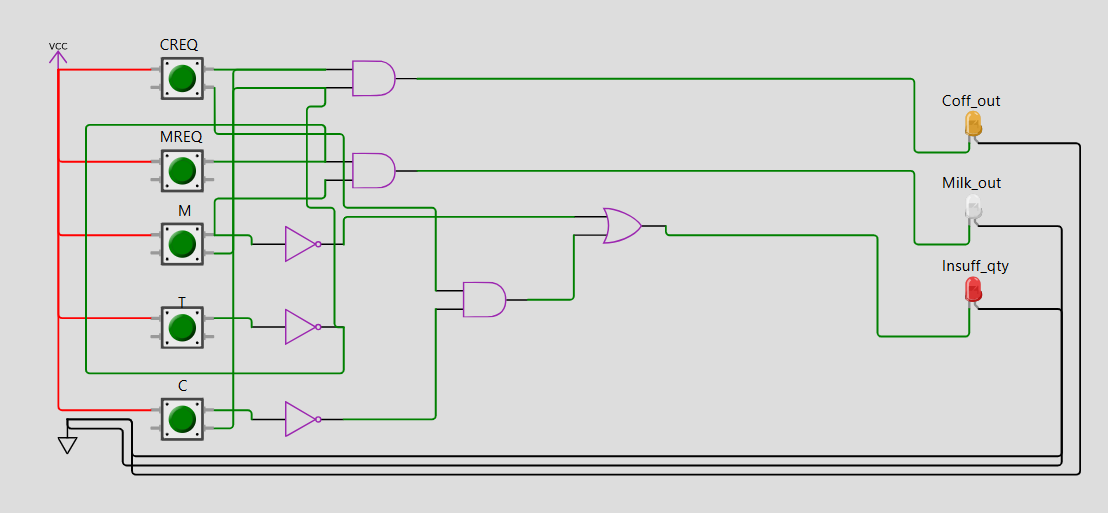 CREQ
vcc
Coff_out
MREQ
Milk_out
M
Insuff_qty
T
C